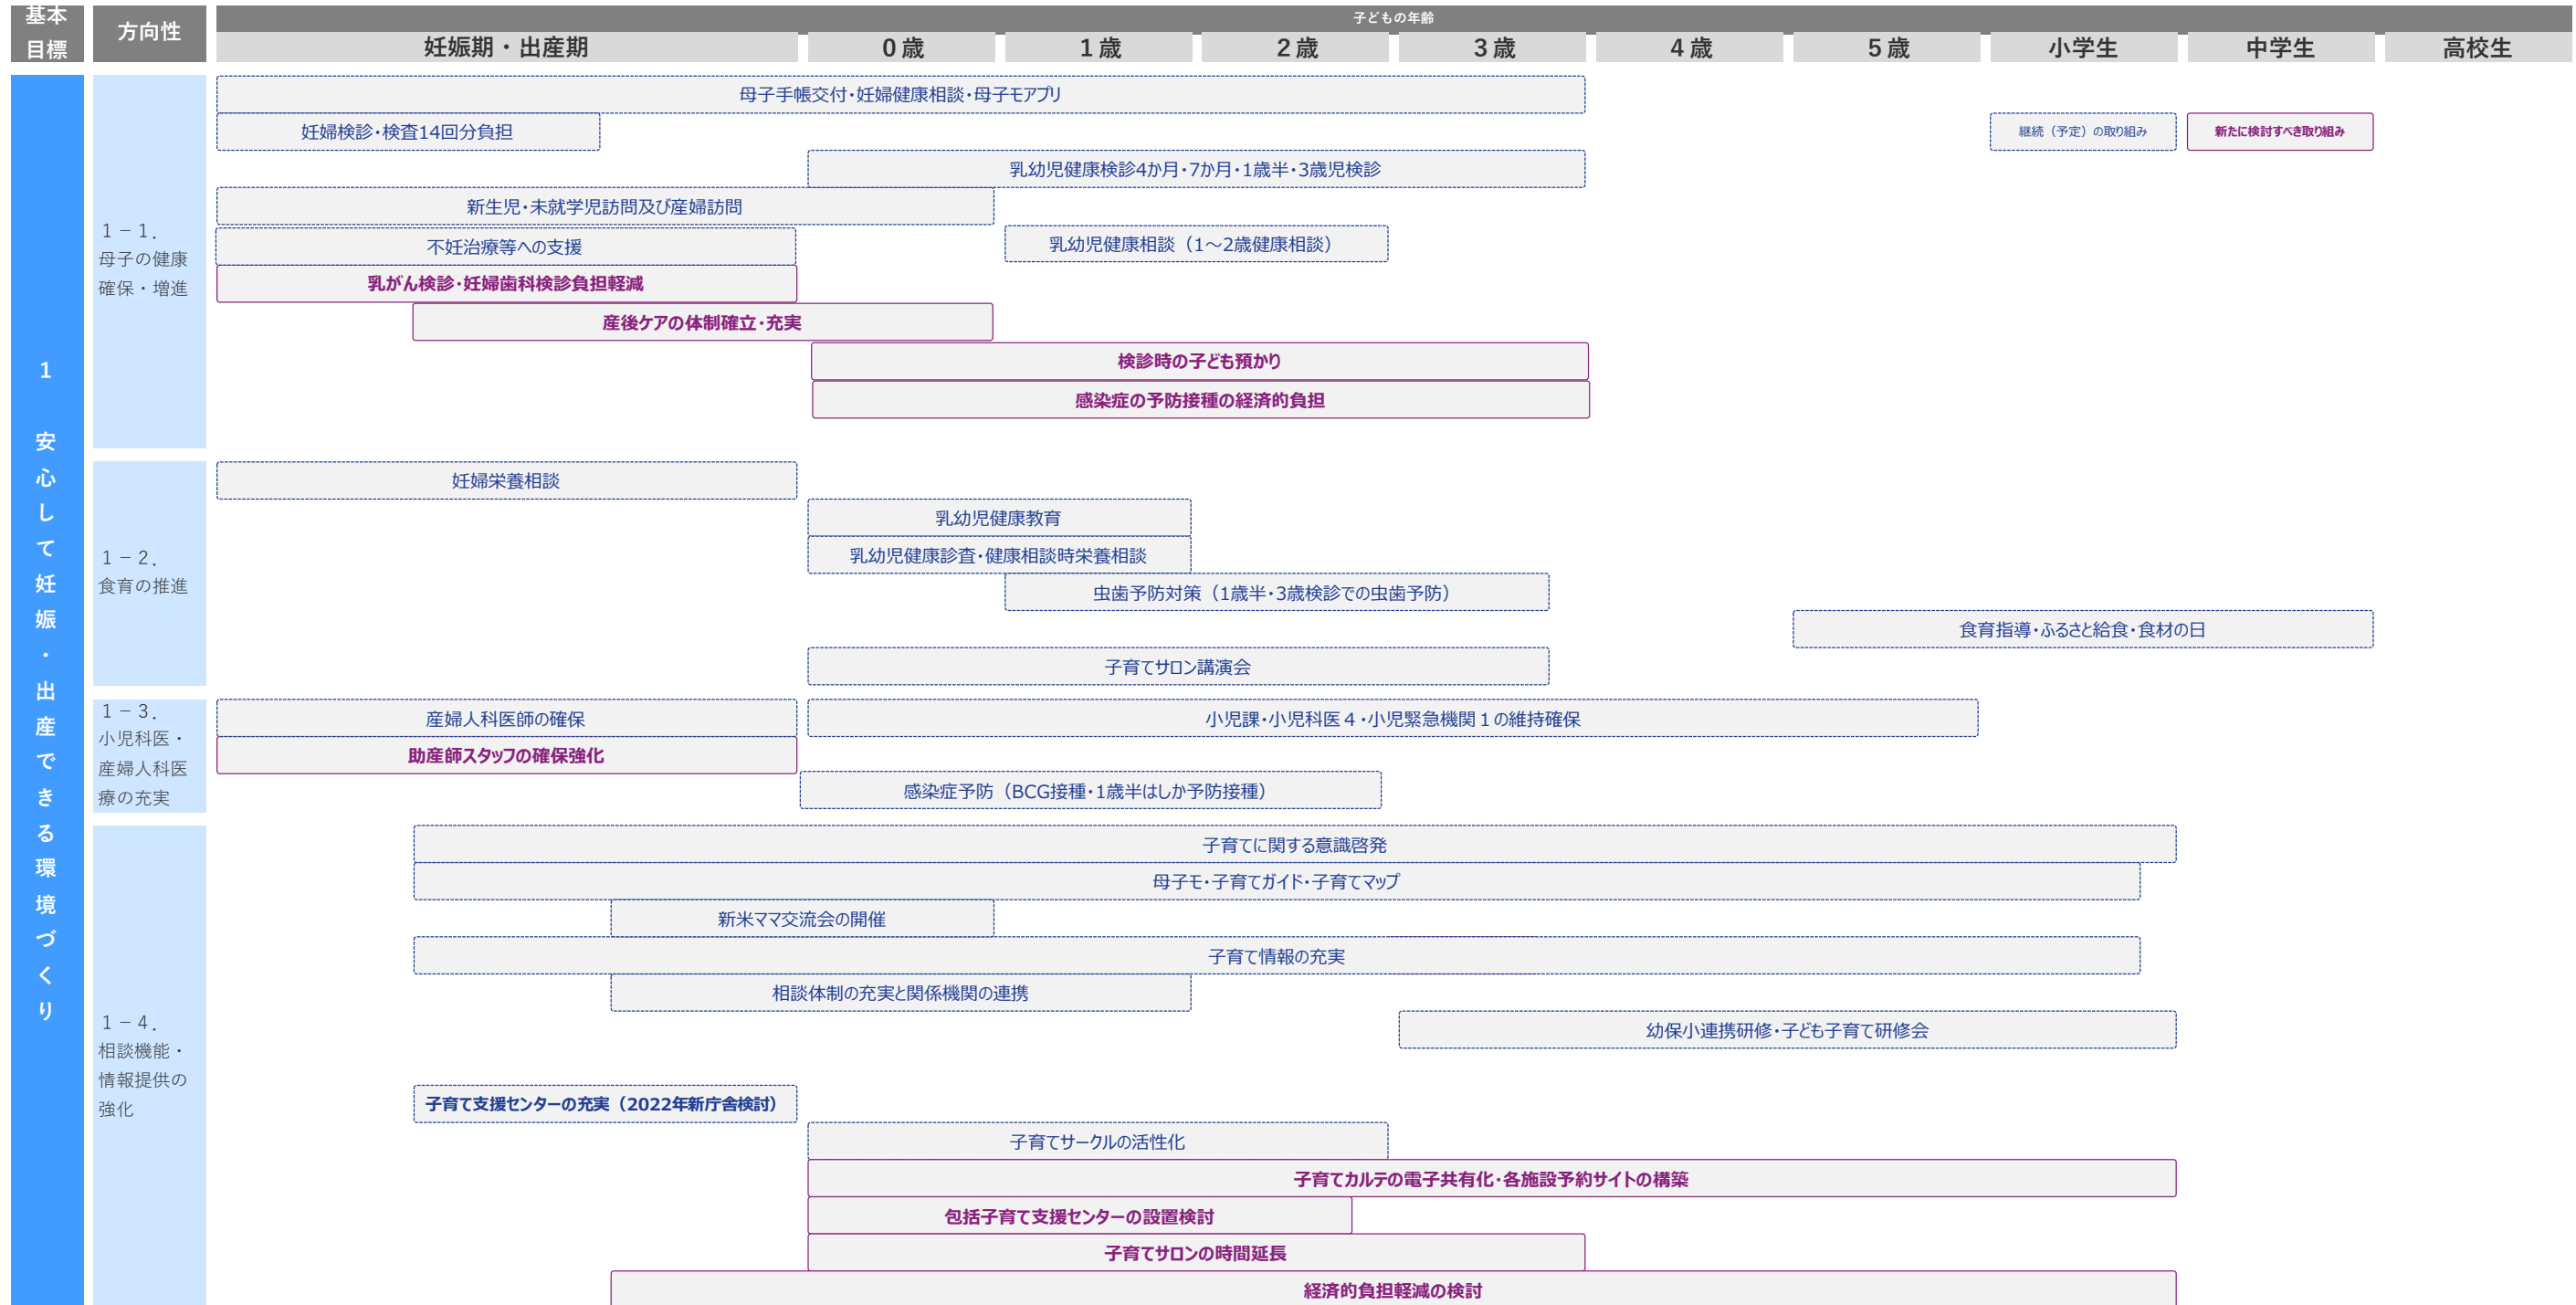 基本
目標
方向性
子どもの年齢
妊娠期・出産期
０歳
１歳
２歳
３歳
４歳
５歳
小学生
中学生
高校生
1 安心して妊娠・出産できる環境づくり
１－１．
母子の健康
確保・増進
母子手帳交付・妊婦健康相談・母子モアプリ
妊婦検診・検査14回分負担
継続（予定）の取り組み
新たに検討すべき取り組み
乳幼児健康検診4か月・7か月・1歳半・3歳児検診
新生児・未就学児訪問及び産婦訪問
不妊治療等への支援
乳幼児健康相談（1～2歳健康相談）
乳がん検診・妊婦歯科検診負担軽減
産後ケアの体制確立・充実
検診時の子ども預かり
感染症の予防接種の経済的負担
１－２．
食育の推進
妊婦栄養相談
乳幼児健康教育
乳幼児健康診査・健康相談時栄養相談
虫歯予防対策（1歳半・3歳検診での虫歯予防）
食育指導・ふるさと給食・食材の日
子育てサロン講演会
１－３．
小児科医・
産婦人科医
療の充実
産婦人科医師の確保
小児課・小児科医４・小児緊急機関１の維持確保
助産師スタッフの確保強化
感染症予防（BCG接種・1歳半はしか予防接種）
１－４．
相談機能・
情報提供の
強化
子育てに関する意識啓発
母子モ・子育てガイド・子育てマップ
新米ママ交流会の開催
子育て情報の充実
相談体制の充実と関係機関の連携
幼保小連携研修・子ども子育て研修会
子育て支援センターの充実（2022年新庁舎検討）
子育てサークルの活性化
子育てカルテの電子共有化・各施設予約サイトの構築
包括子育て支援センターの設置検討
子育てサロンの時間延長
経済的負担軽減の検討